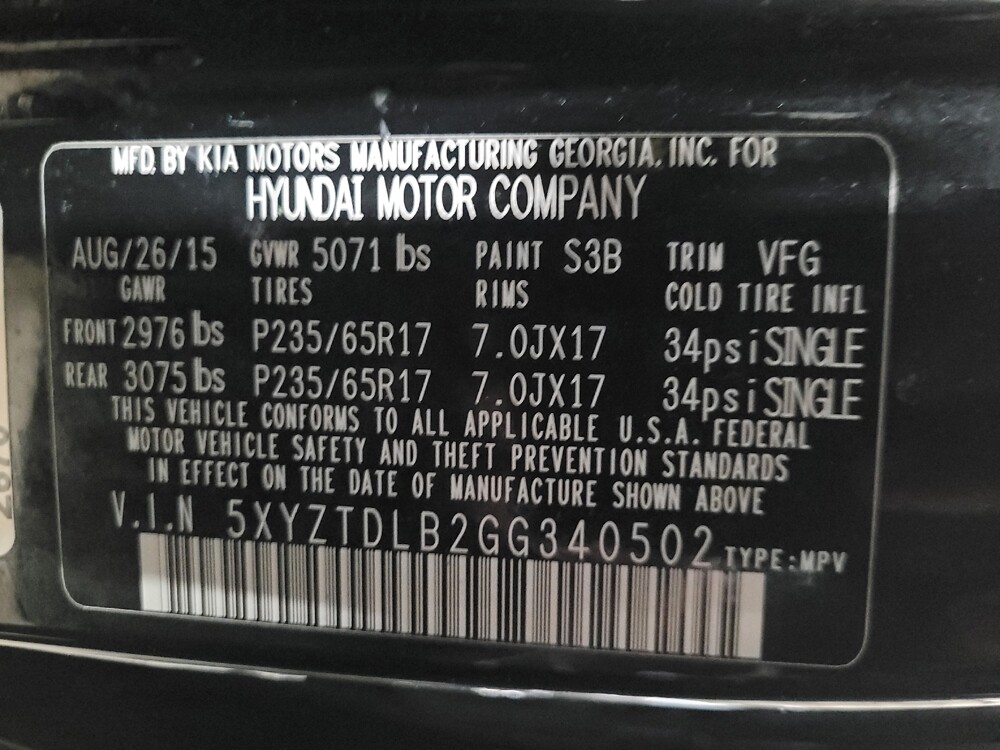 MFD. BY KIA MOTORS MANUFACTURING GEORGIA, INC. FOR
HYUNDAI MOTOR COMPANY
AUG/26/15 GVWR 5071 lbs PAINT S3B TRIM VFG
GAWR TIRES RIMS COLD TIRE INFL
FRONT 2976 lbs P235/65R17 7.0JX17 34psi SINGLE
REAR 3075 lbs P235/65R17 7.0JX17 34psi SINGLE
THIS VEHICLE CONFORMS TO ALL APPLICABLE U.S.A. FEDERAL
MOTOR VEHICLE SAFETY AND THEFT PREVENTION STANDARDS
IN EFFECT ON THE DATE OF MANUFACTURE SHOWN ABOVE
V.I.N 5XYZTDLB2GG340502 TYPE:MPV